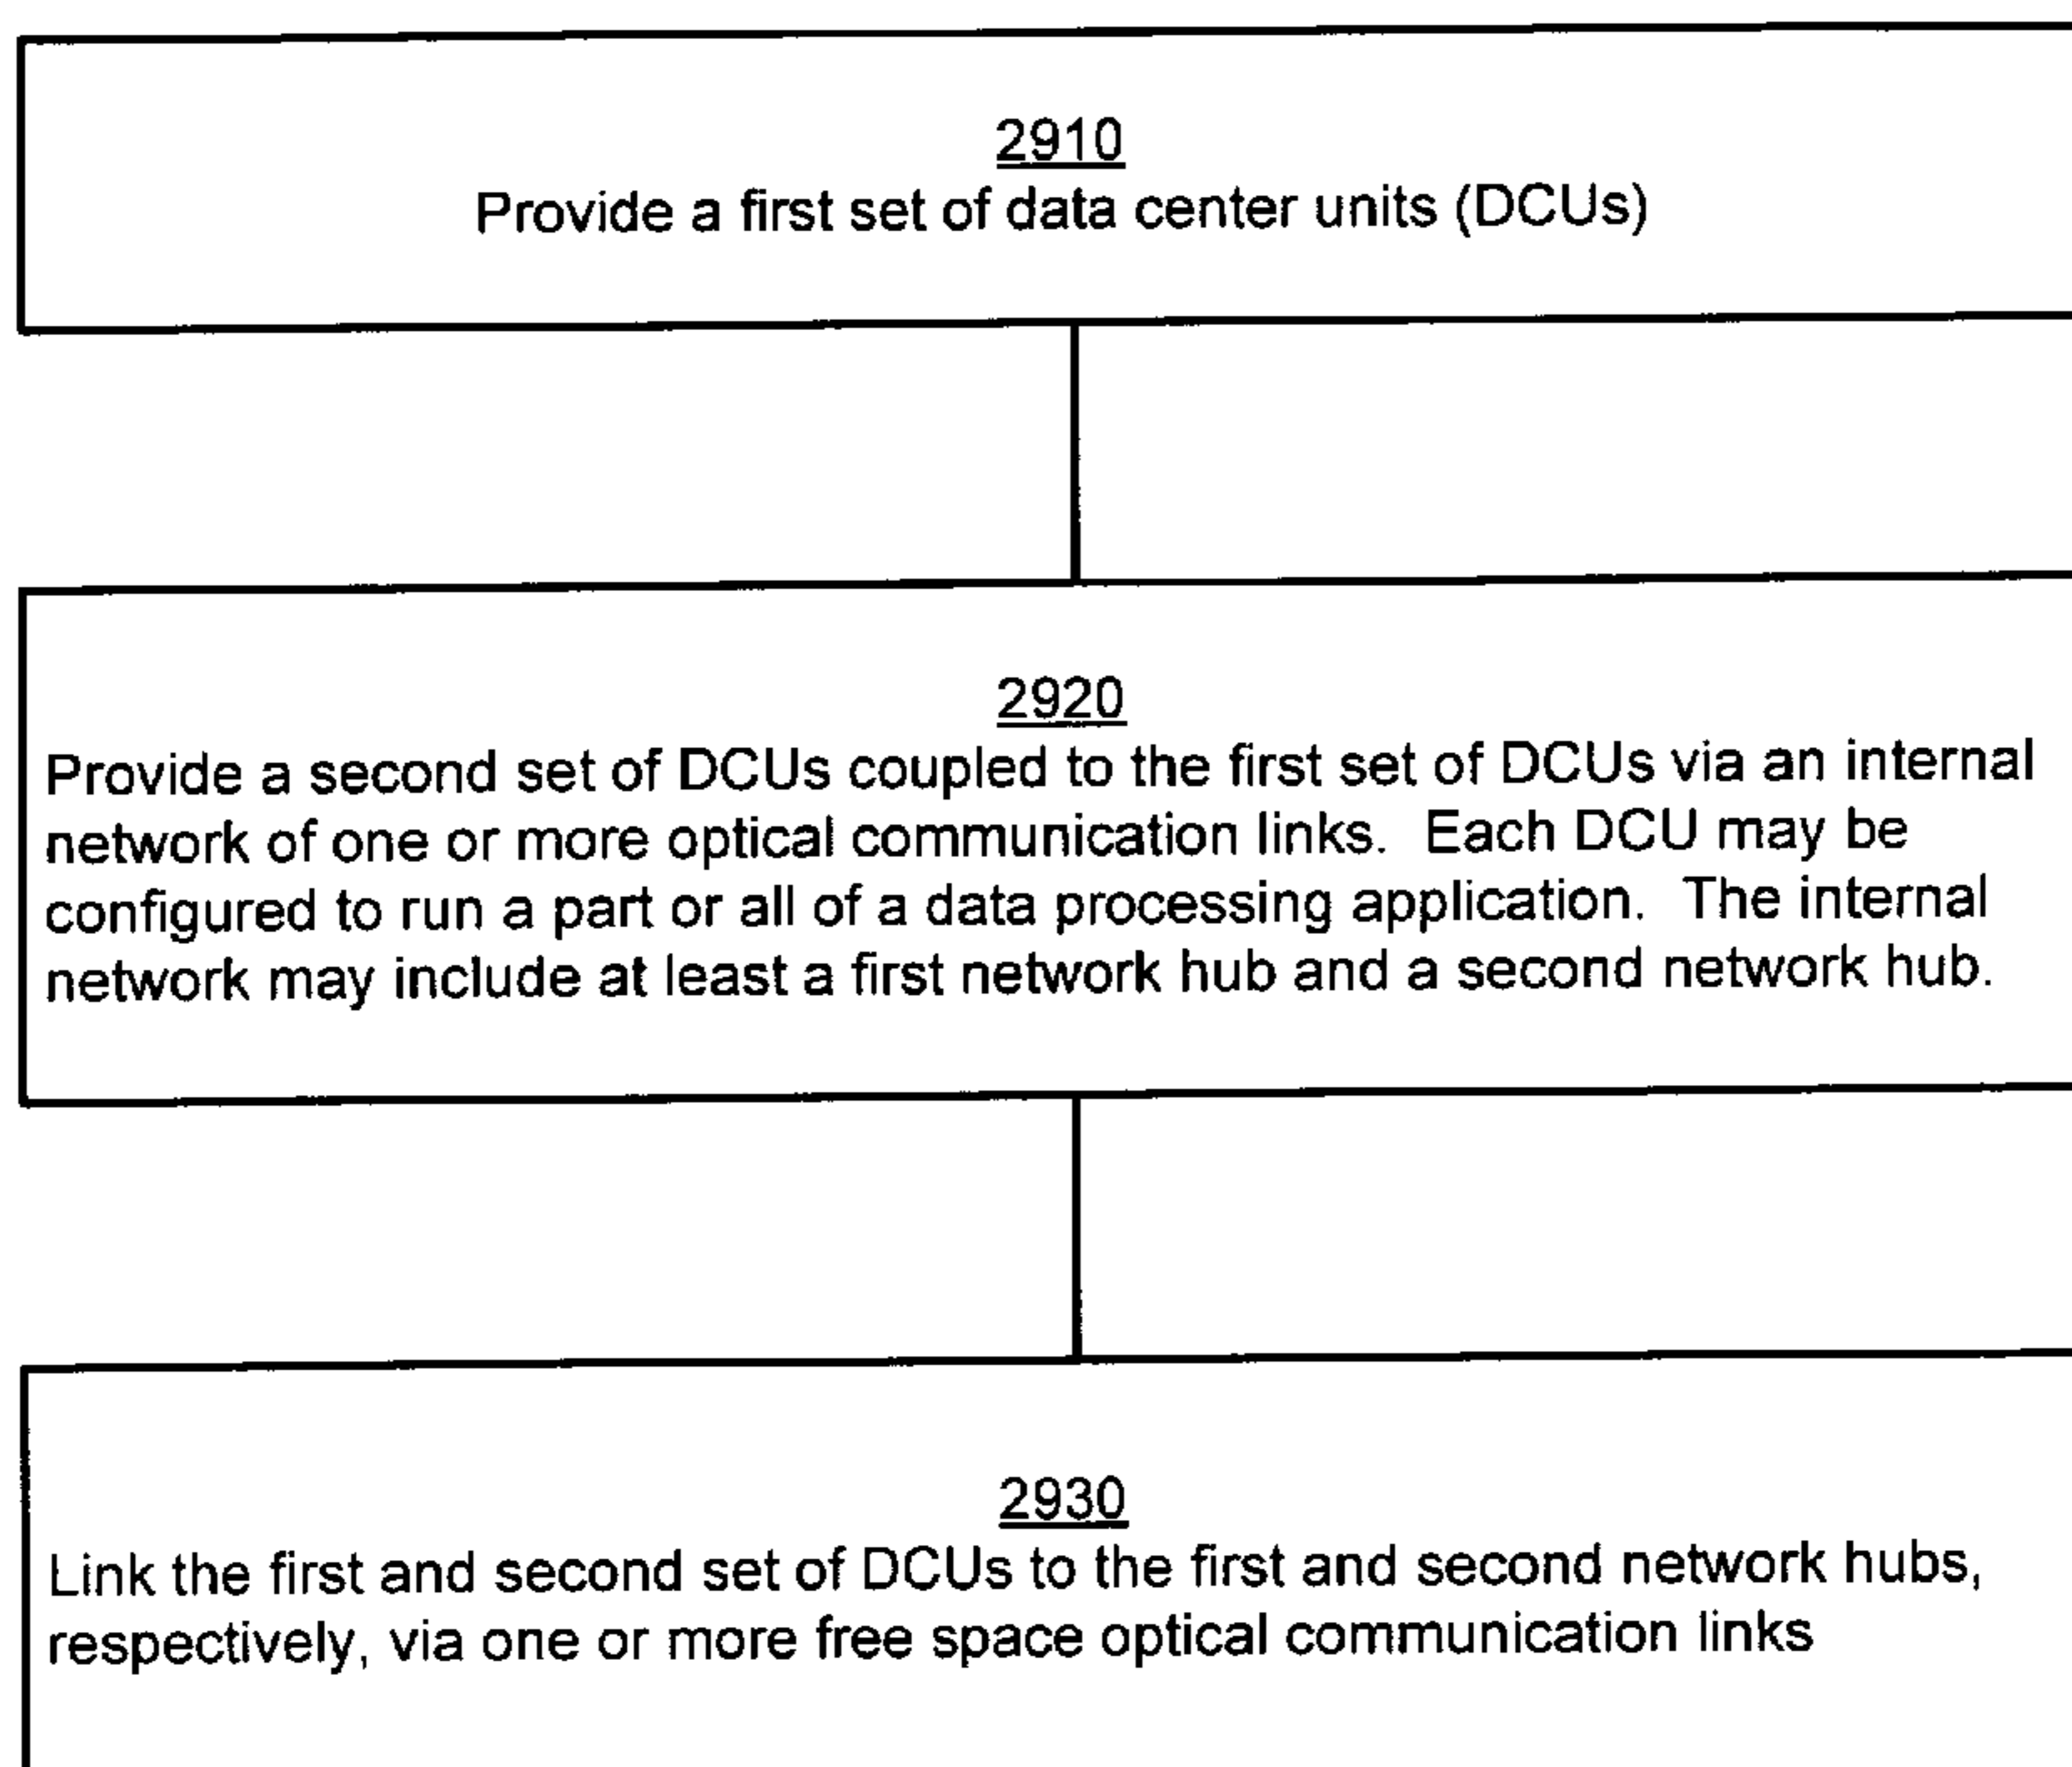 2910
Provide a first set of data center units (DCUs)
2920
Provide a second set of DCUs coupled to the first set of DCUs via an internal
network of one or more optical communication links. Each DCU may be
configured to run a part or all of a data processing application. The internal
network may include at least a first network hub and a second network hub.
2930
Link the first and second set of DCUs to the first and second network hubs,
respectively, via one or more free space optical communication links